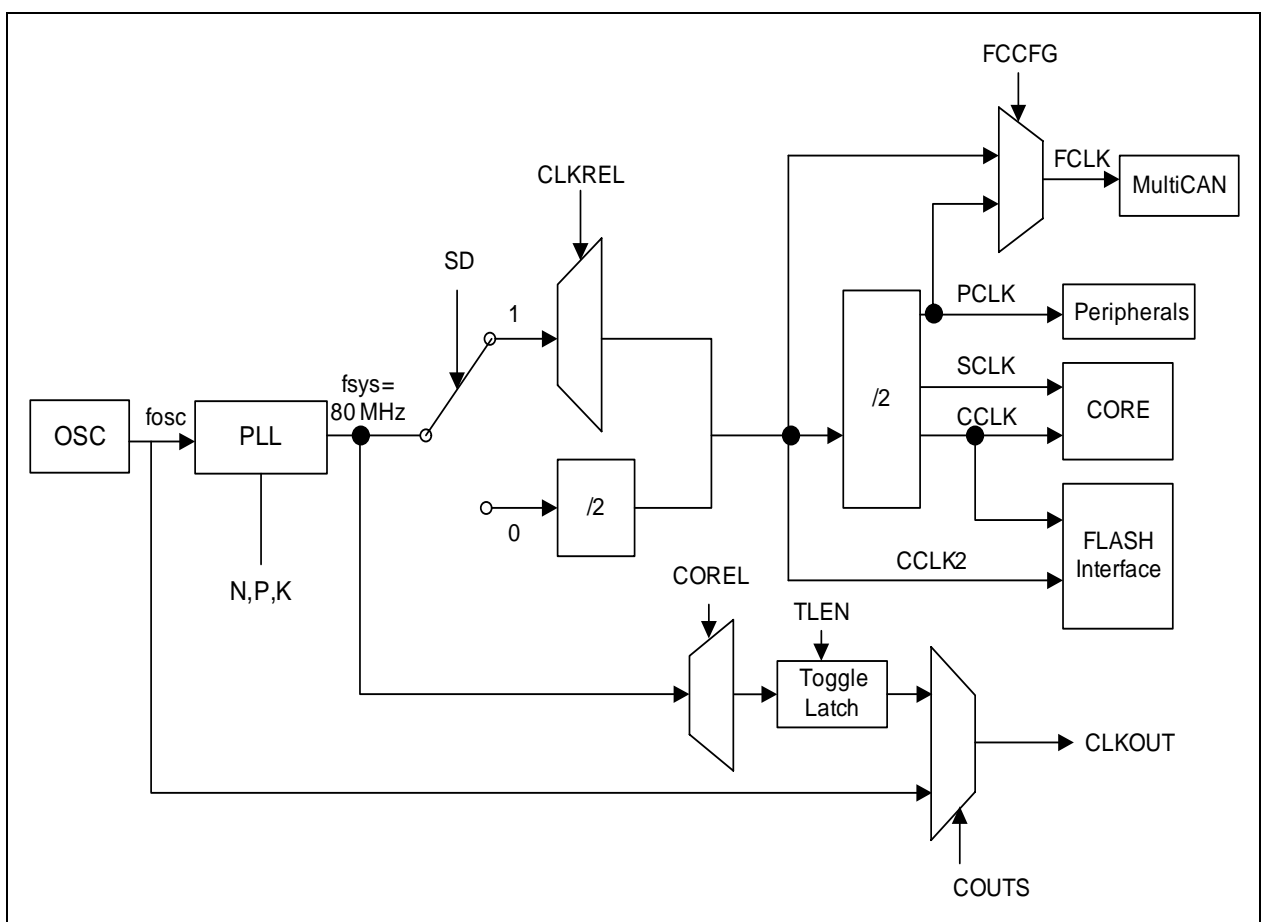 FCCFG
FCLK
MultiCAN
CLKREL
SD
1
PCLK
Peripherals
SCLK
/2
CORE
CCLK
fsys=
80 MHz
fosc
OSC
PLL
/2
0
FLASH
Interface
CCLK2
N,P,K
COREL
TLEN
Toggle
Latch
CLKOUT
COUTS